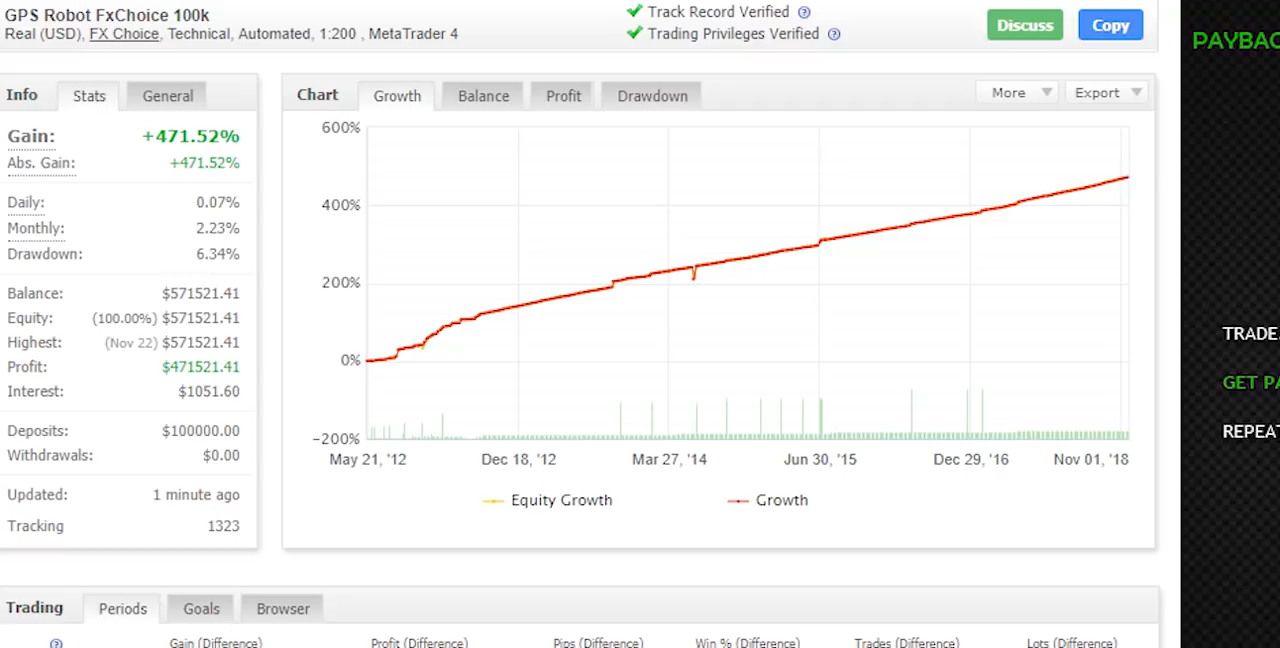 GPS Robot FxChoice 100k
Real (USD), FX Choice, Technical, Automated, 1:200 , MetaTrader 4
Track Record Verified
Trading Privileges Verified
Discuss
Copy
PAYBAC
Info
Stats
General
Gain: +471.52%
Abs. Gain: +471.52%
Daily: 0.07%
Monthly: 2.23%
Drawdown: 6.34%
Balance: $571521.41
Equity: (100.00%) $571521.41
Highest: (Nov 22) $571521.41
Profit: $471521.41
Interest: $1051.60
Deposits: $100000.00
Withdrawals: $0.00
Updated: 1 minute ago
Tracking 1323
Chart
Growth
Balance
Profit
Drawdown
More
Export
600%
400%
200%
0%
-200%
May 21, '12
Dec 18, '12
Mar 27, '14
Jun 30, '15
Dec 29, '16
Nov 01, '18
Equity Growth
Growth
TRADE
GET PA
REPEAT
Trading
Periods
Goals
Browser
Gain (Difference)
Profit (Difference)
Pips (Difference)
Win % (Difference)
Trades (Difference)
Lots (Difference)